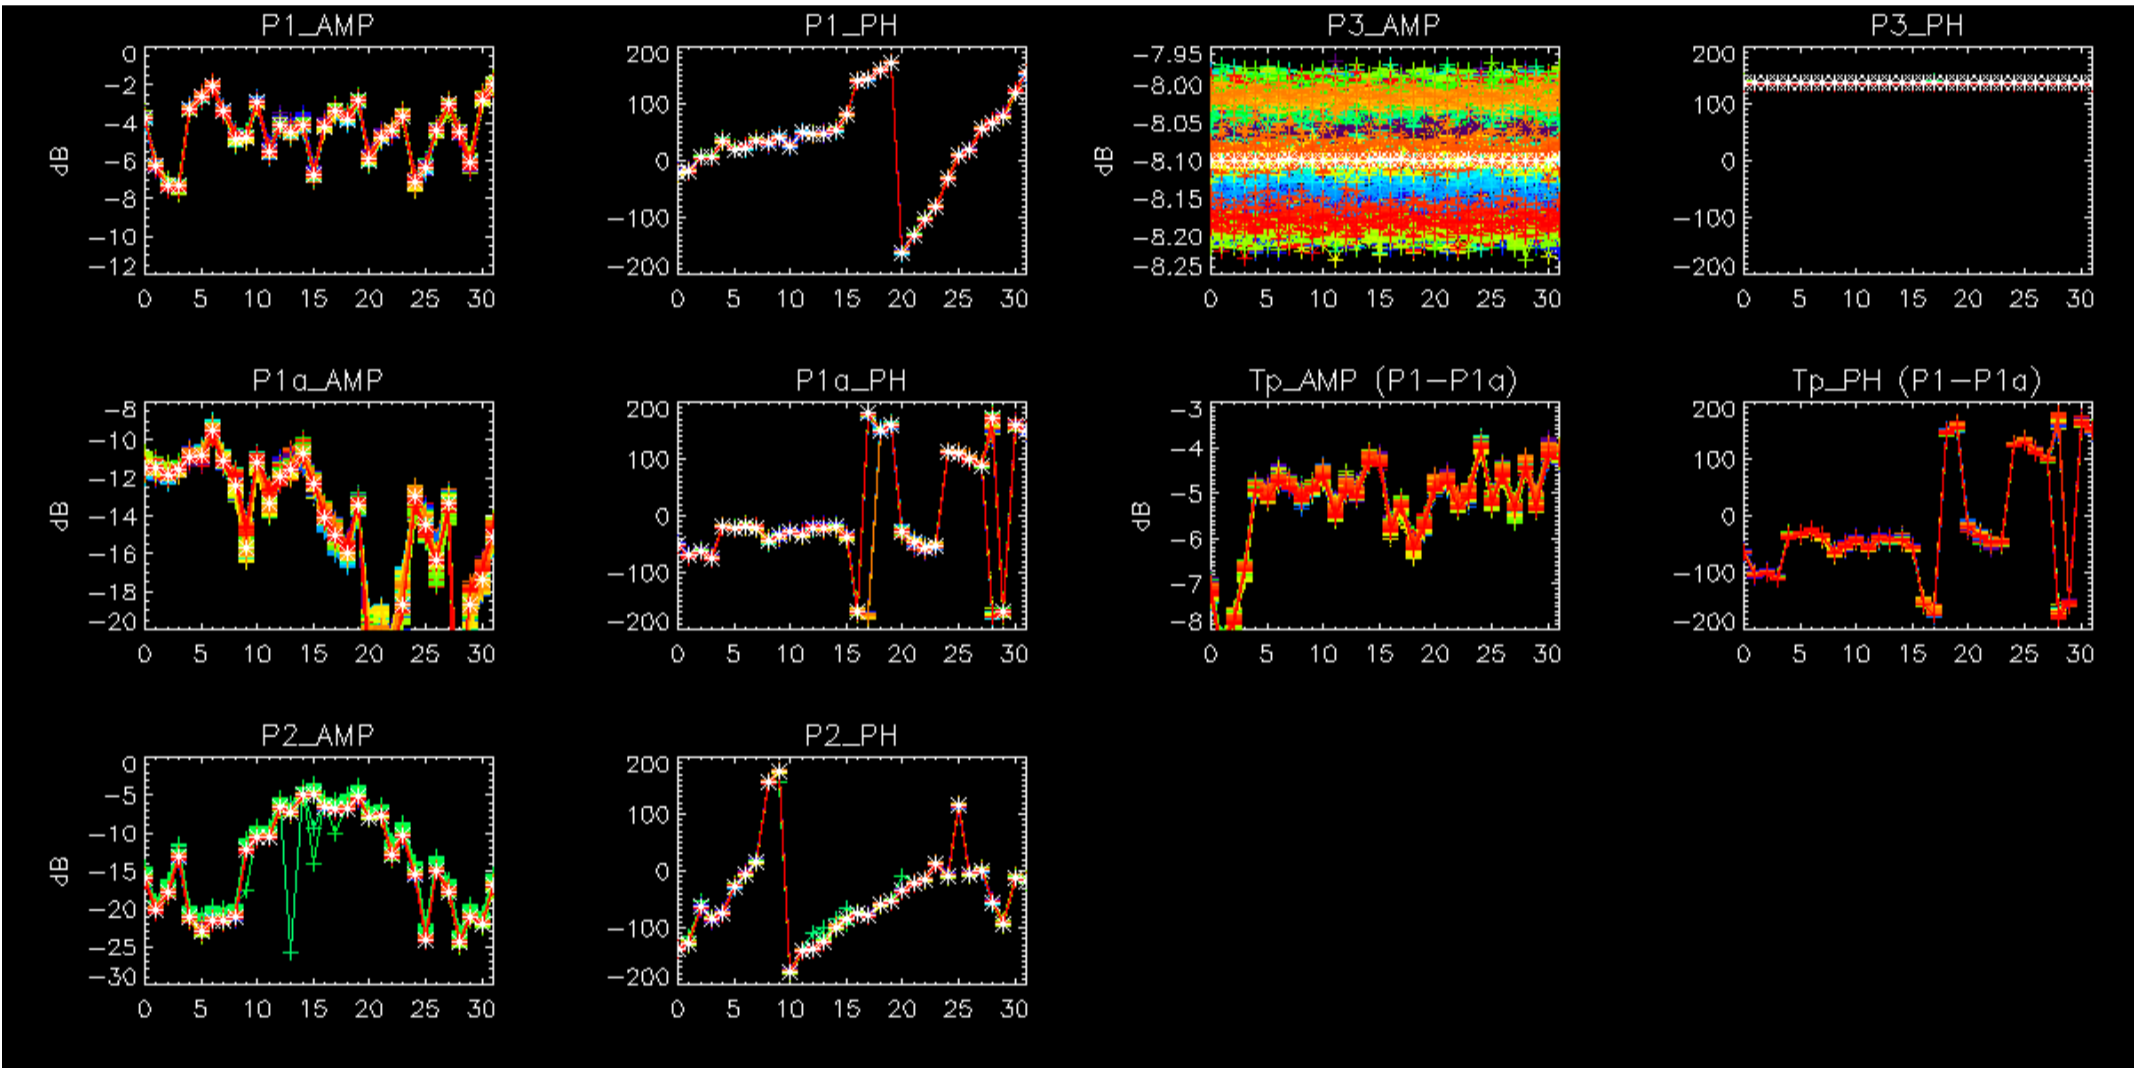 P1_AMP
P1_PH
P3_AMP
P3_PH
dB
0
-2
-4
-6
-8
-10
-12
0 5 10 15 20 25 30
200
100
0
-100
-200
0 5 10 15 20 25 30
dB
-7.95
-8.00
-8.05
-8.10
-8.15
-8.20
-8.25
0 5 10 15 20 25 30
200
100
0
-100
-200
0 5 10 15 20 25 30
P1a_AMP
P1a_PH
Tp_AMP (P1-P1a)
Tp_PH (P1-P1a)
dB
-8
-10
-12
-14
-16
-18
-20
0 5 10 15 20 25 30
200
100
0
-100
-200
0 5 10 15 20 25 30
dB
-3
-4
-5
-6
-7
-8
0 5 10 15 20 25 30
200
100
0
-100
-200
0 5 10 15 20 25 30
P2_AMP
P2_PH
dB
0
-5
-10
-15
-20
-25
-30
0 5 10 15 20 25 30
200
100
0
-100
-200
0 5 10 15 20 25 30